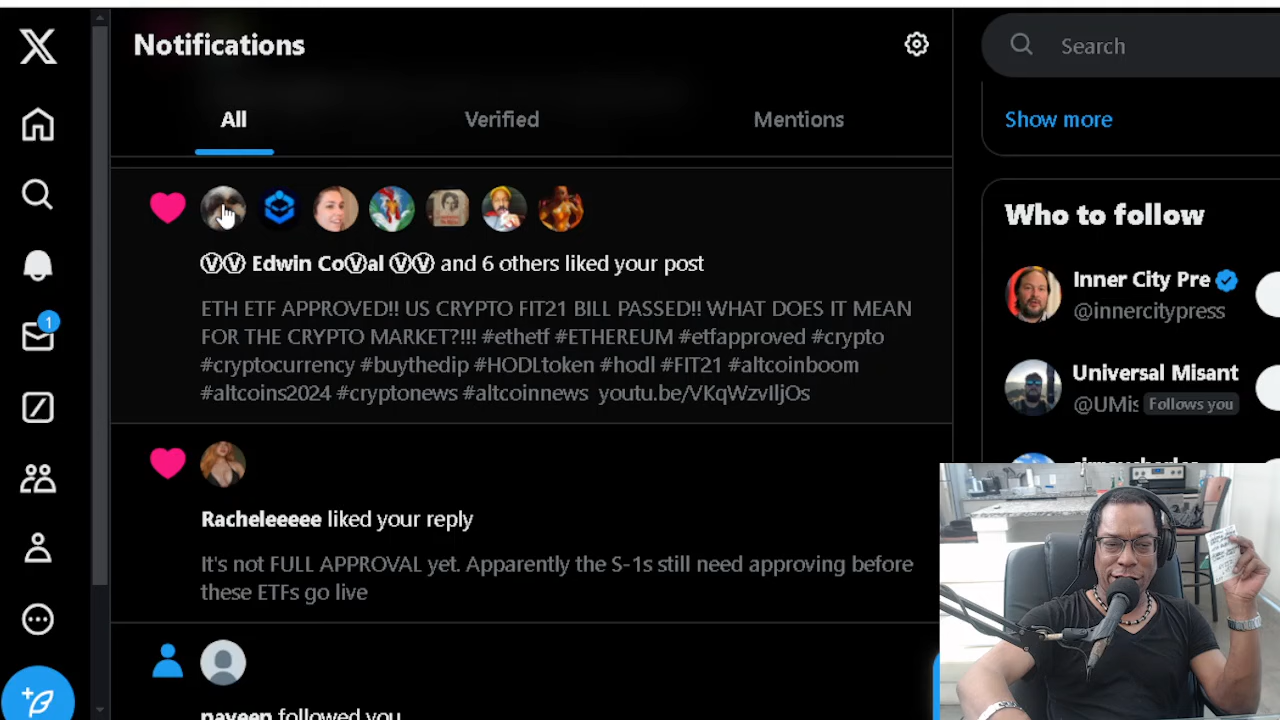 Notifications
Search
All
Verified
Mentions
Show more
ⓋⓋ Edwin CoⓋal ⓋⓋ and 6 others liked your post
ETH ETF APPROVED!! US CRYPTO FIT21 BILL PASSED!! WHAT DOES IT MEAN
FOR THE CRYPTO MARKET?!!! #ethetf #ETHEREUM #etfapproved #crypto
#cryptocurrency #buythedip #HODLtoken #hodl #FIT21 #altcoinboom
#altcoins2024 #cryptonews #altcoinnews youtu.be/VKqWzvIljOs
Racheleeeee liked your reply
It's not FULL APPROVAL yet. Apparently the S-1s still need approving before
these ETFs go live
naveen followed you
1
Who to follow
Inner City Pre
@innercitypress
Universal Misant
@UMis Follows you